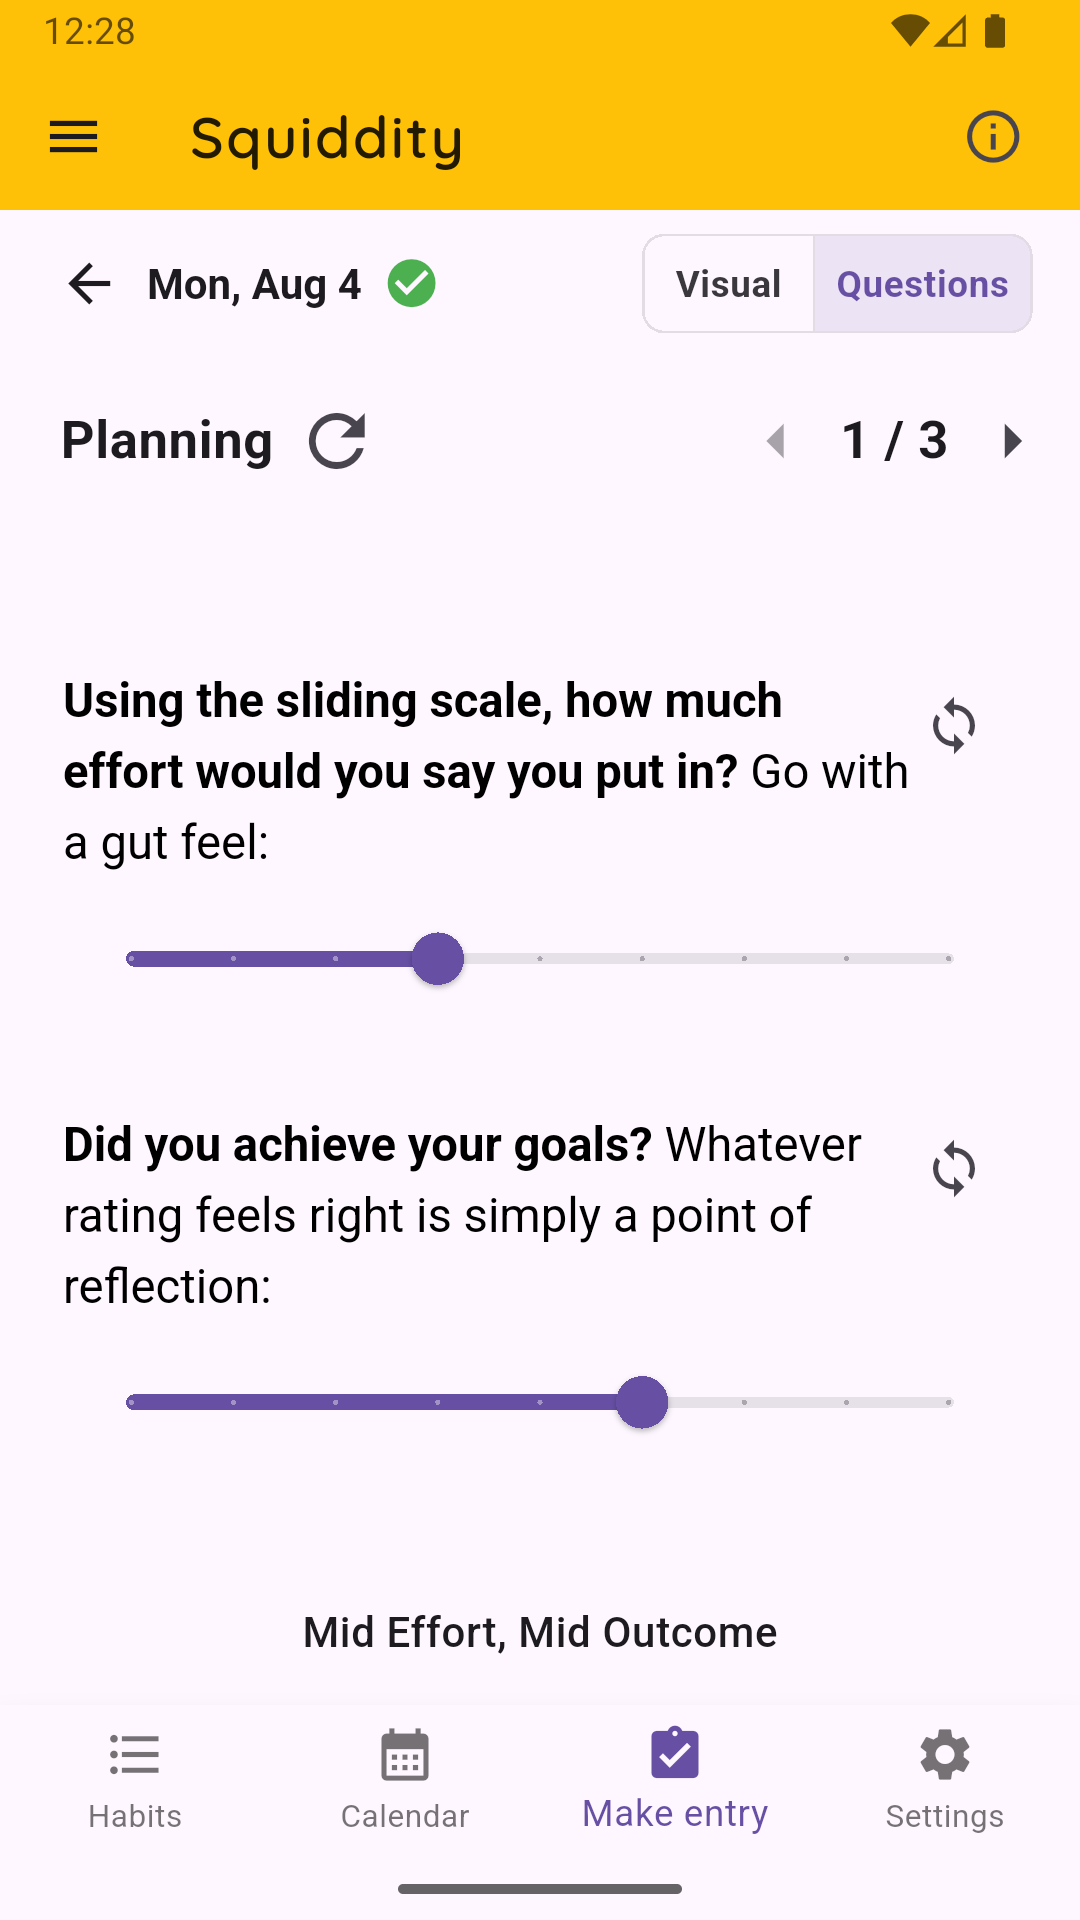 12:28
Squiddity
Mon, Aug 4
Visual
Questions
Planning
1 / 3
Using the sliding scale, how much
effort would you say you put in? Go with
a gut feel:
Did you achieve your goals? Whatever
rating feels right is simply a point of
reflection:
Mid Effort, Mid Outcome
Habits
Calendar
Make entry
Settings